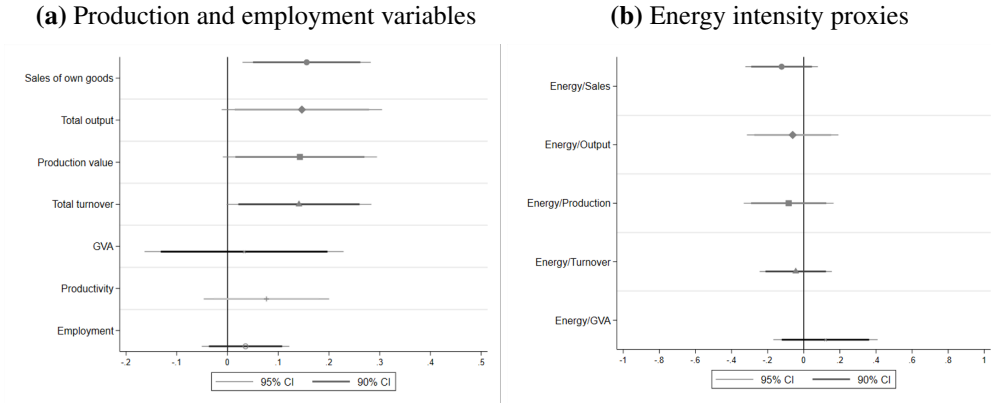 (a) Production and employment variables
Sales of own goods
Total output
Production value
Total turnover
GVA
Productivity
Employment
-.2 -.1 0 .1 .2 .3 .4 .5
95% CI 90% CI
(b) Energy intensity proxies
Energy/Sales
Energy/Output
Energy/Production
Energy/Turnover
Energy/GVA
-1 -.8 -.6 -.4 -.2 0 .2 .4 .6 .8 1
95% CI 90% CI